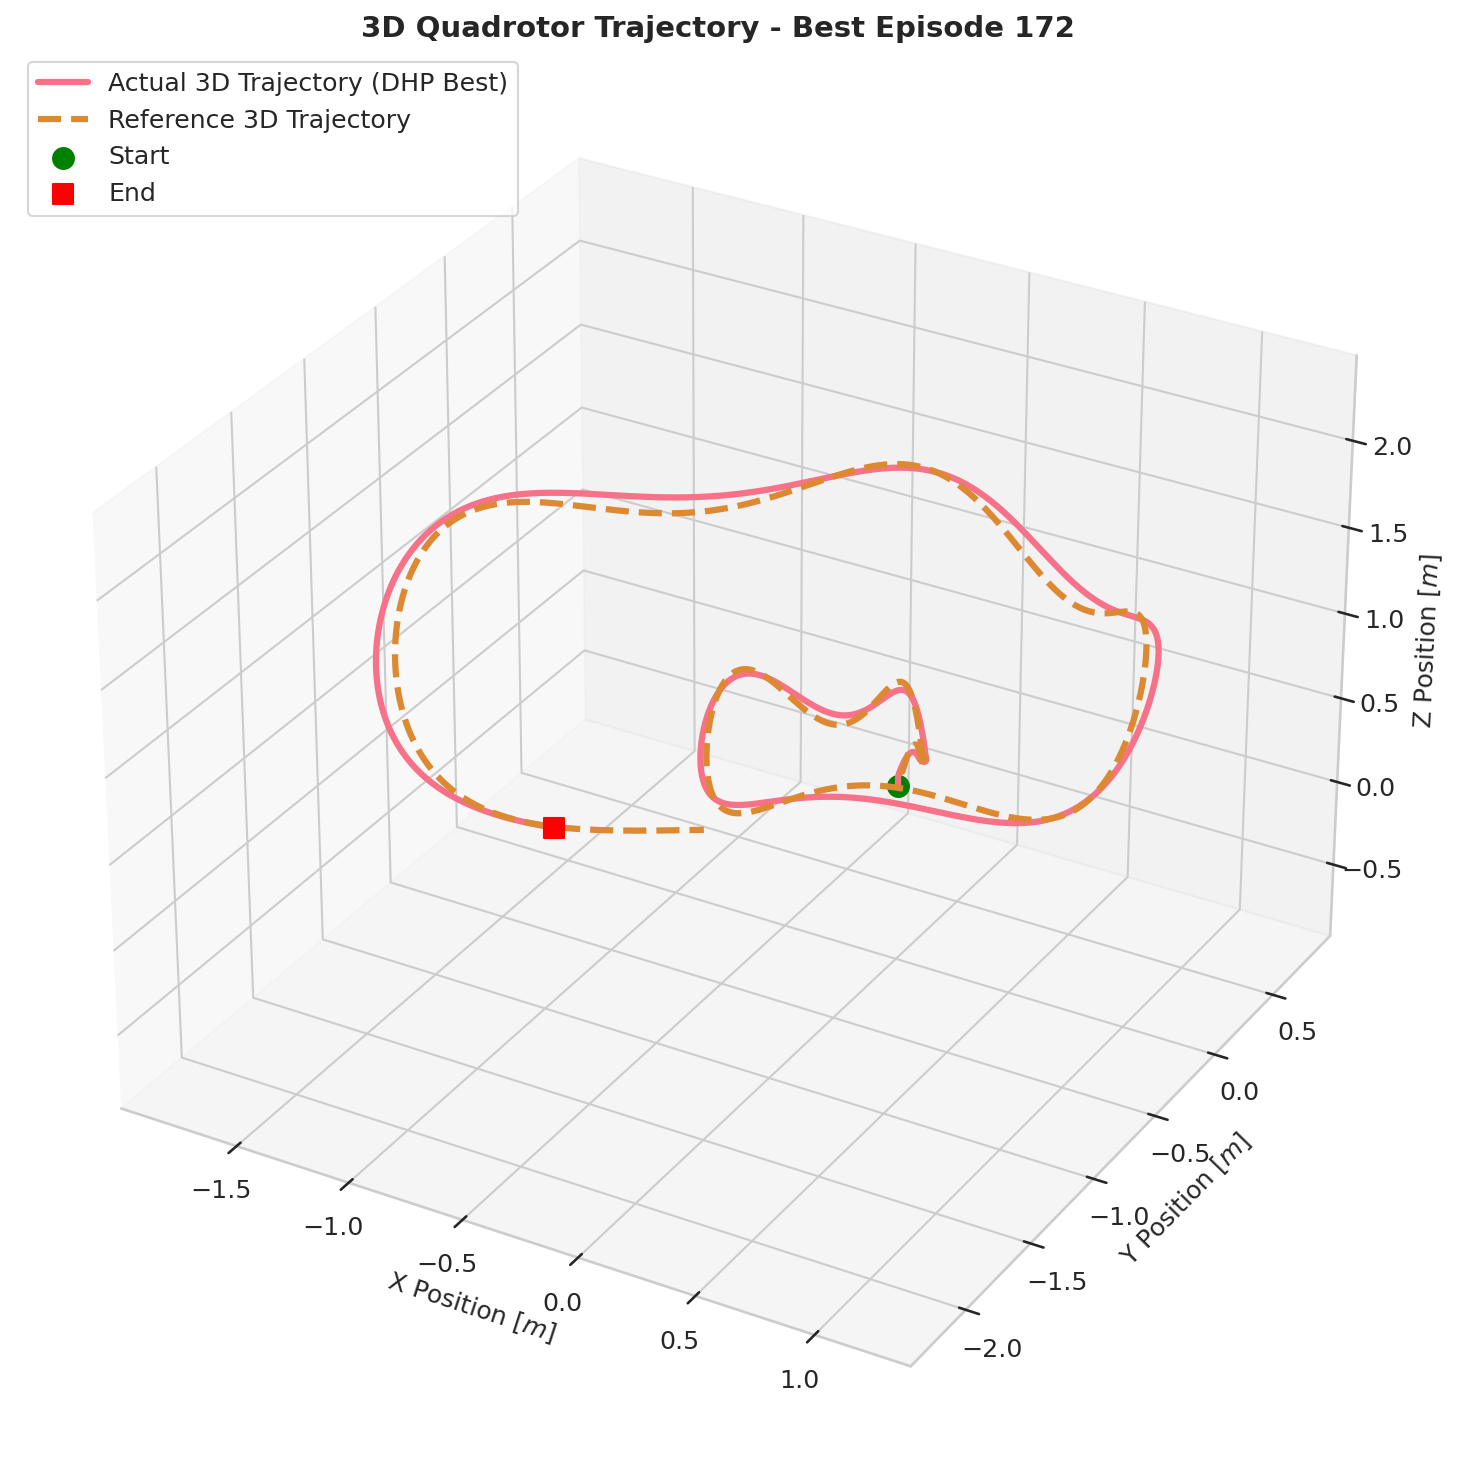 3D Quadrotor Trajectory - Best Episode 172
Actual 3D Trajectory (DHP Best)
Reference 3D Trajectory
Start
End
2.0
1.5
1.0
0.5
0.0
−0.5
Z Position [m]
0.5
0.0
−0.5
−1.0
−1.5
−2.0
Y Position [m]
−1.5
−1.0
−0.5
0.0
0.5
1.0
X Position [m]